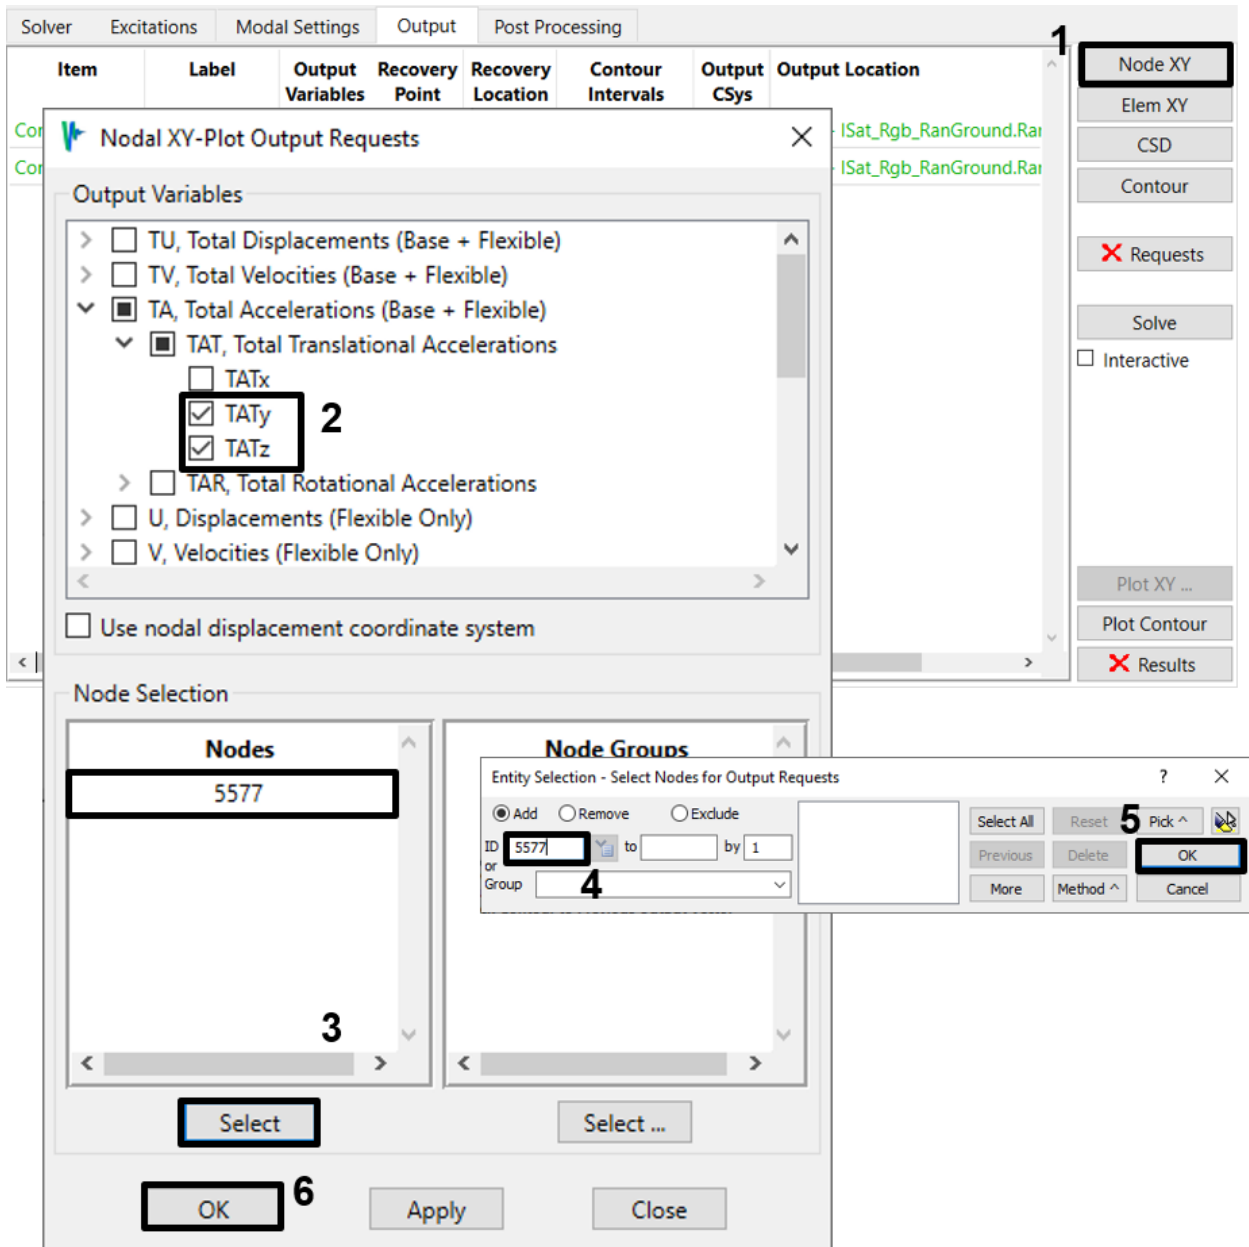 Solver Excitations Modal Settings Output Post Processing
1
Item Label Output Variables Recovery Point Recovery Location Contour Intervals Output CSys Output Location
Node XY
Elem XY
CSD
Contour
Requests
Solve
Interactive
Plot XY ...
Plot Contour
Results
Cor
- ISat_Rgb_RanGround.Rar
Cor
- ISat_Rgb_RanGround.Rar
Nodal XY-Plot Output Requests
Output Variables
TU, Total Displacements (Base + Flexible)
TV, Total Velocities (Base + Flexible)
TA, Total Accelerations (Base + Flexible)
TAT, Total Translational Accelerations
TATx
TATy
2
TATz
TAR, Total Rotational Accelerations
U, Displacements (Flexible Only)
V, Velocities (Flexible Only)
Use nodal displacement coordinate system
Node Selection
Nodes
5577
3
Select
Node Groups
Select ...
Entity Selection - Select Nodes for Output Requests ?
Add Remove Exclude
ID 5577 to by 1
or
Group
4
Select All Reset 5 Pick ^
Previous Delete OK
More Method ^ Cancel
OK 6 Apply Close